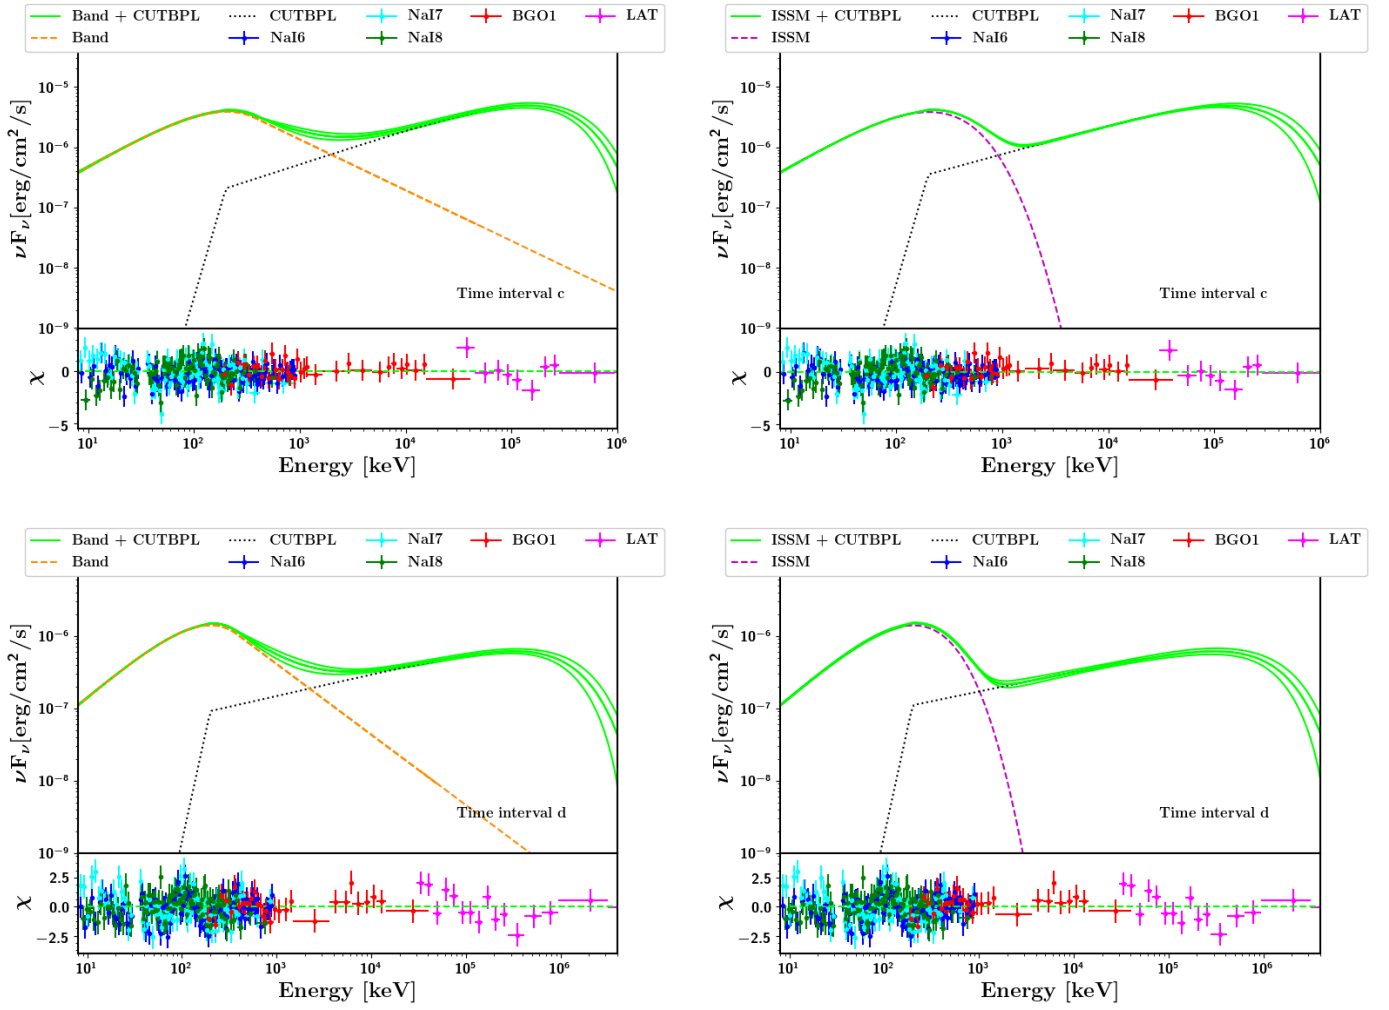 Band + CUTBPL CUTBPL NaI7 BGO1 LAT
Band NaI6 NaI8
10⁻⁵
10⁻⁶
10⁻⁷
10⁻⁸
10⁻⁹
νFν[erg/cm²/s]
Time interval c
0
−5
χ
10¹ 10² 10³ 10⁴ 10⁵ 10⁶
Energy [keV]
ISSM + CUTBPL CUTBPL NaI7 BGO1 LAT
ISSM NaI6 NaI8
10⁻⁵
10⁻⁶
10⁻⁷
10⁻⁸
10⁻⁹
νFν[erg/cm²/s]
Time interval c
0
−5
χ
10¹ 10² 10³ 10⁴ 10⁵ 10⁶
Energy [keV]
Band + CUTBPL CUTBPL NaI7 BGO1 LAT
Band NaI6 NaI8
10⁻⁶
10⁻⁷
10⁻⁸
10⁻⁹
νFν[erg/cm²/s]
Time interval d
2.5
0.0
−2.5
χ
10¹ 10² 10³ 10⁴ 10⁵ 10⁶
Energy [keV]
ISSM + CUTBPL CUTBPL NaI7 BGO1 LAT
ISSM NaI6 NaI8
10⁻⁶
10⁻⁷
10⁻⁸
10⁻⁹
νFν[erg/cm²/s]
Time interval d
2.5
0.0
−2.5
χ
10¹ 10² 10³ 10⁴ 10⁵ 10⁶
Energy [keV]